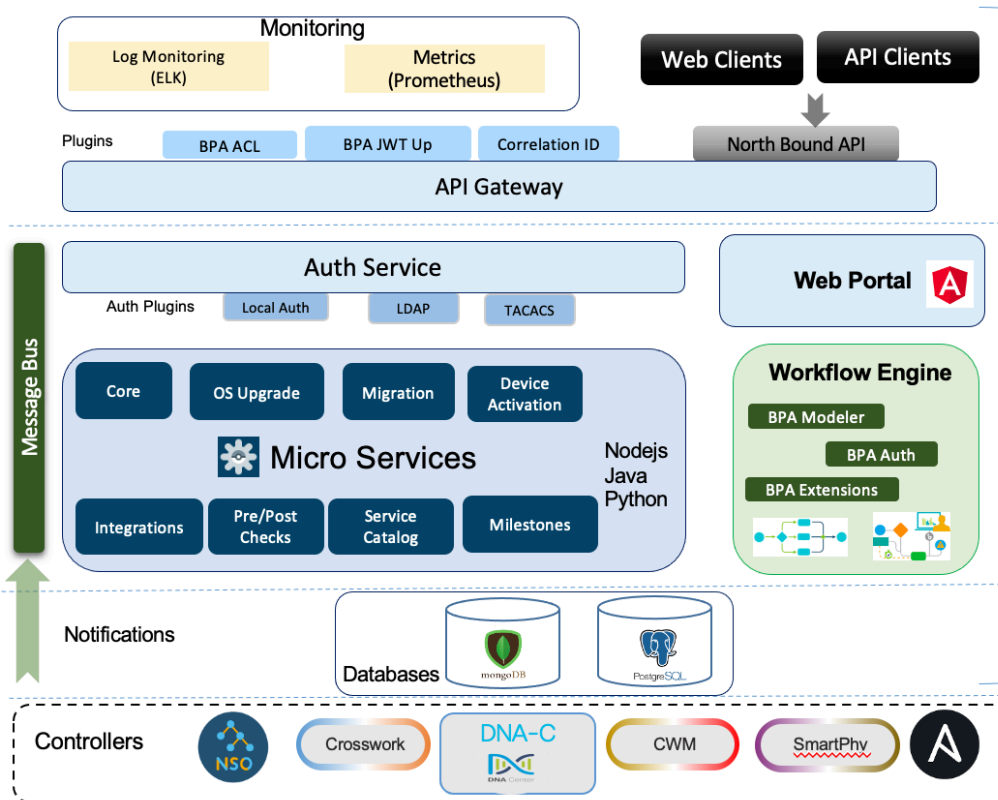 Monitoring
Log Monitoring
(ELK)
Metrics
(Prometheus)
Web Clients
API Clients
Plugins
BPA ACL
BPA JWT Up
Correlation ID
North Bound API
API Gateway
Message Bus
Auth Service
Auth Plugins
Local Auth
LDAP
TACACS
Web Portal
A
Core
OS Upgrade
Migration
Device
Activation
Micro Services
Nodejs
Java
Python
Integrations
Pre/Post
Checks
Service
Catalog
Milestones
Workflow Engine
BPA Modeler
BPA Auth
BPA Extensions
Notifications
Databases
mongoDB
PostgreSQL
Controllers
NSO
Crosswork
DNA-C
DNA Center
CWM
SmartPhv
A